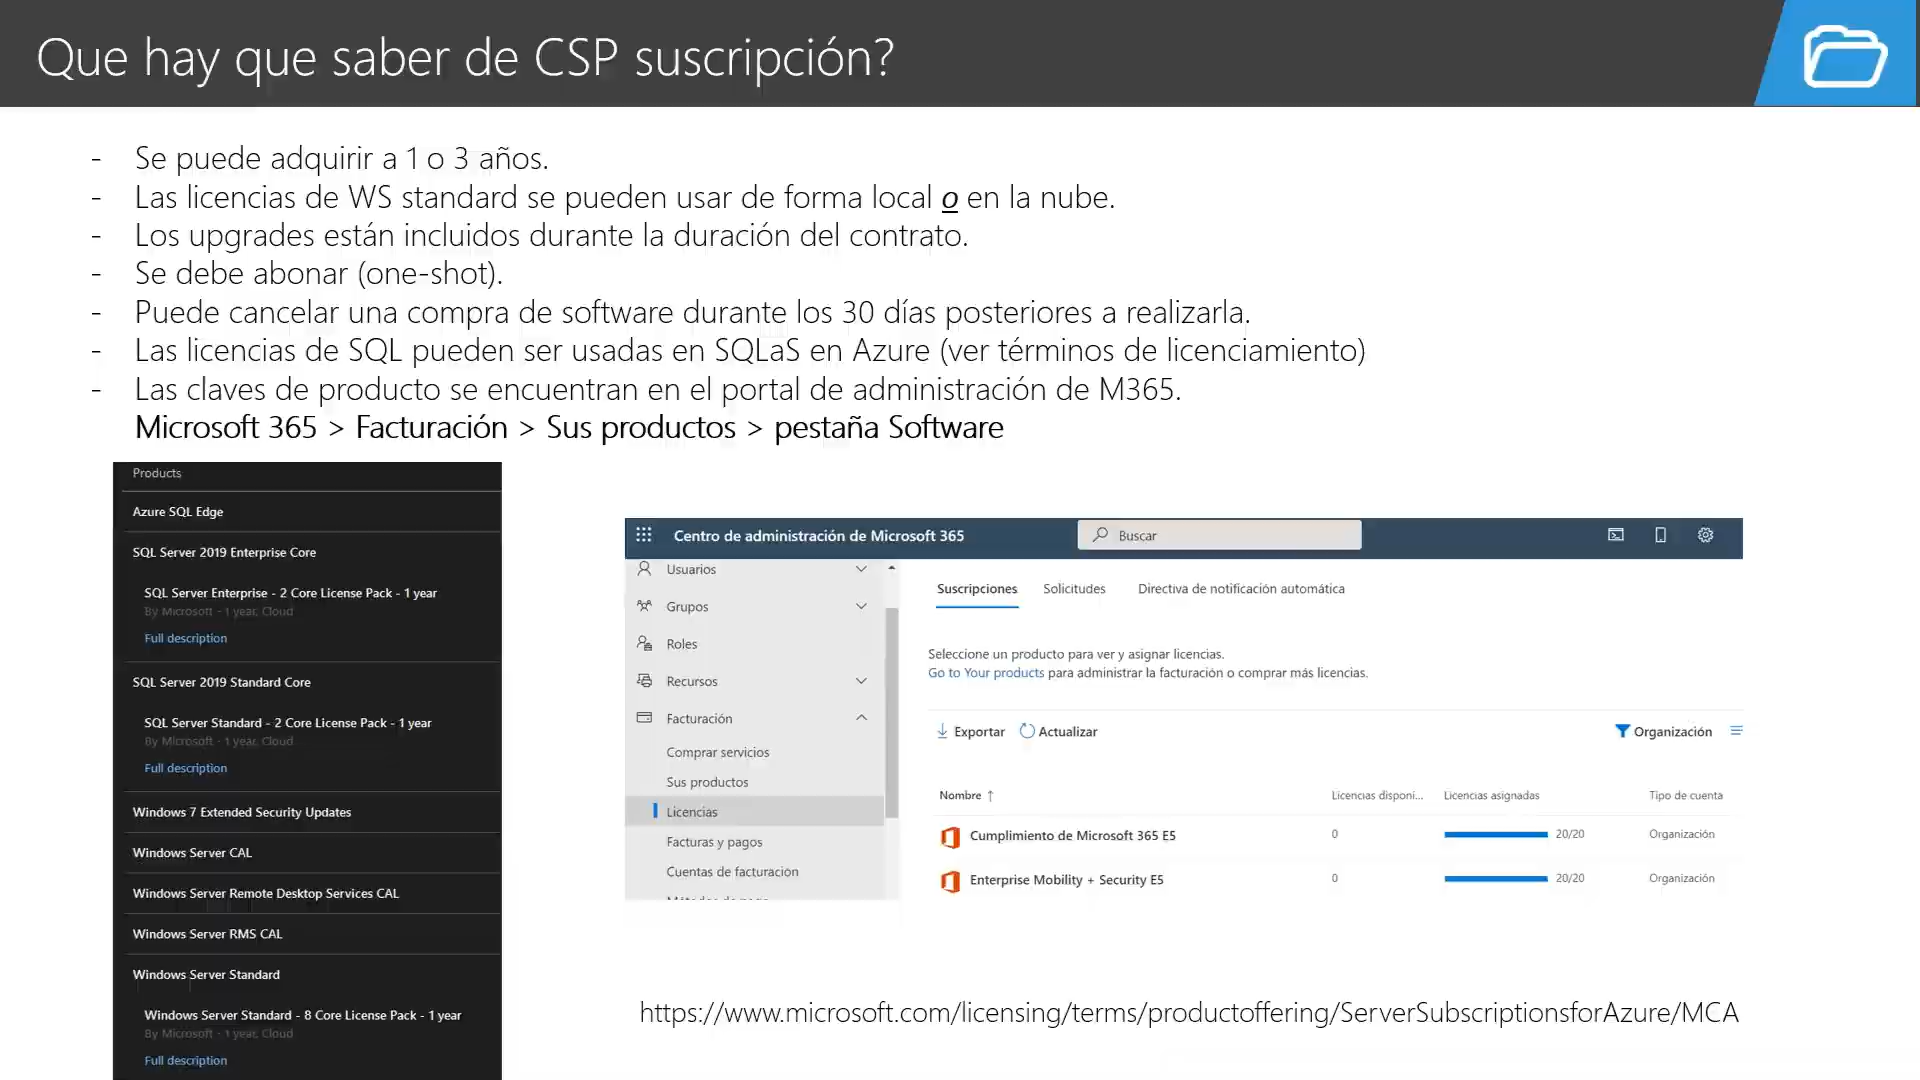 Que hay que saber de CSP suscripción?
- Se puede adquirir a 1 o 3 años.
- Las licencias de WS standard se pueden usar de forma local o en la nube.
- Los upgrades están incluidos durante la duración del contrato.
- Se debe abonar (one-shot).
- Puede cancelar una compra de software durante los 30 días posteriores a realizarla.
- Las licencias de SQL pueden ser usadas en SQLaS en Azure (ver términos de licenciamiento)
- Las claves de producto se encuentran en el portal de administración de M365.
Microsoft 365 > Facturación > Sus productos > pestaña Software
Products
Azure SQL Edge
SQL Server 2019 Enterprise Core
SQL Server Enterprise - 2 Core License Pack - 1 year
By Microsoft - 1 year, Cloud
Full description
SQL Server 2019 Standard Core
SQL Server Standard - 2 Core License Pack - 1 year
By Microsoft - 1 year, Cloud
Full description
Windows 7 Extended Security Updates
Windows Server CAL
Windows Server Remote Desktop Services CAL
Windows Server RMS CAL
Windows Server Standard
Windows Server Standard - 8 Core License Pack - 1 year
By Microsoft - 1 year, Cloud
Full description
Centro de administración de Microsoft 365
Buscar
Usuarios
Grupos
Roles
Recursos
Facturación
Comprar servicios
Sus productos
Licencias
Facturas y pagos
Cuentas de facturación
Suscripciones Solicitudes Directiva de notificación automática
Seleccione un producto para ver y asignar licencias.
Go to Your products para administrar la facturación o comprar más licencias.
Exportar Actualizar Organización
Nombre ↑ Licencias disponi... Licencias asignadas Tipo de cuenta
Cumplimiento de Microsoft 365 E5 0 20/20 Organización
Enterprise Mobility + Security E5 0 20/20 Organización
https://www.microsoft.com/licensing/terms/productoffering/ServerSubscriptionsforAzure/MCA